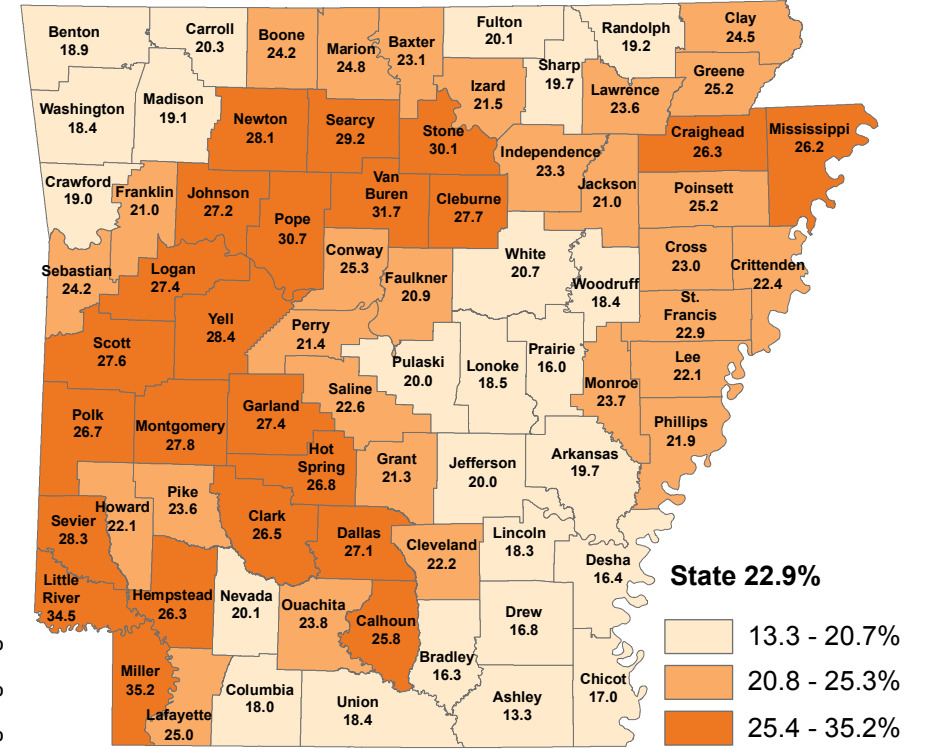 Benton
18.9
Carroll
20.3
Boone
24.2
Marion
24.8
Baxter
23.1
Fulton
20.1
Randolph
19.2
Clay
24.5
Sharp
19.7
Izard
21.5
Lawrence
23.6
Greene
25.2
Washington
18.4
Madison
19.1
Newton
28.1
Searcy
29.2
Stone
30.1
Independence
23.3
Craighead
26.3
Mississippi
26.2
Crawford
19.0
Franklin
21.0
Johnson
27.2
Pope
30.7
Van
Buren
31.7
Cleburne
27.7
Jackson
21.0
Poinsett
25.2
Sebastian
24.2
Logan
27.4
Conway
25.3
Faulkner
20.9
White
20.7
Woodruff
18.4
Cross
23.0
Crittenden
22.4
St.
Francis
22.9
Scott
27.6
Yell
28.4
Perry
21.4
Pulaski
20.0
Lonoke
18.5
Prairie
16.0
Monroe
23.7
Lee
22.1
Phillips
21.9
Polk
26.7
Montgomery
27.8
Garland
27.4
Saline
22.6
Hot
Spring
26.8
Grant
21.3
Jefferson
20.0
Arkansas
19.7
Sevier
28.3
Howard
22.1
Pike
23.6
Clark
26.5
Dallas
27.1
Cleveland
22.2
Lincoln
18.3
Desha
16.4
Little
River
34.5
Hempstead
26.3
Nevada
20.1
Ouachita
23.8
Calhoun
25.8
Bradley
16.3
Drew
16.8
Miller
35.2
Lafayette
25.0
Columbia
18.0
Union
18.4
Ashley
13.3
Chicot
17.0
State 22.9%
13.3 - 20.7%
20.8 - 25.3%
25.4 - 35.2%